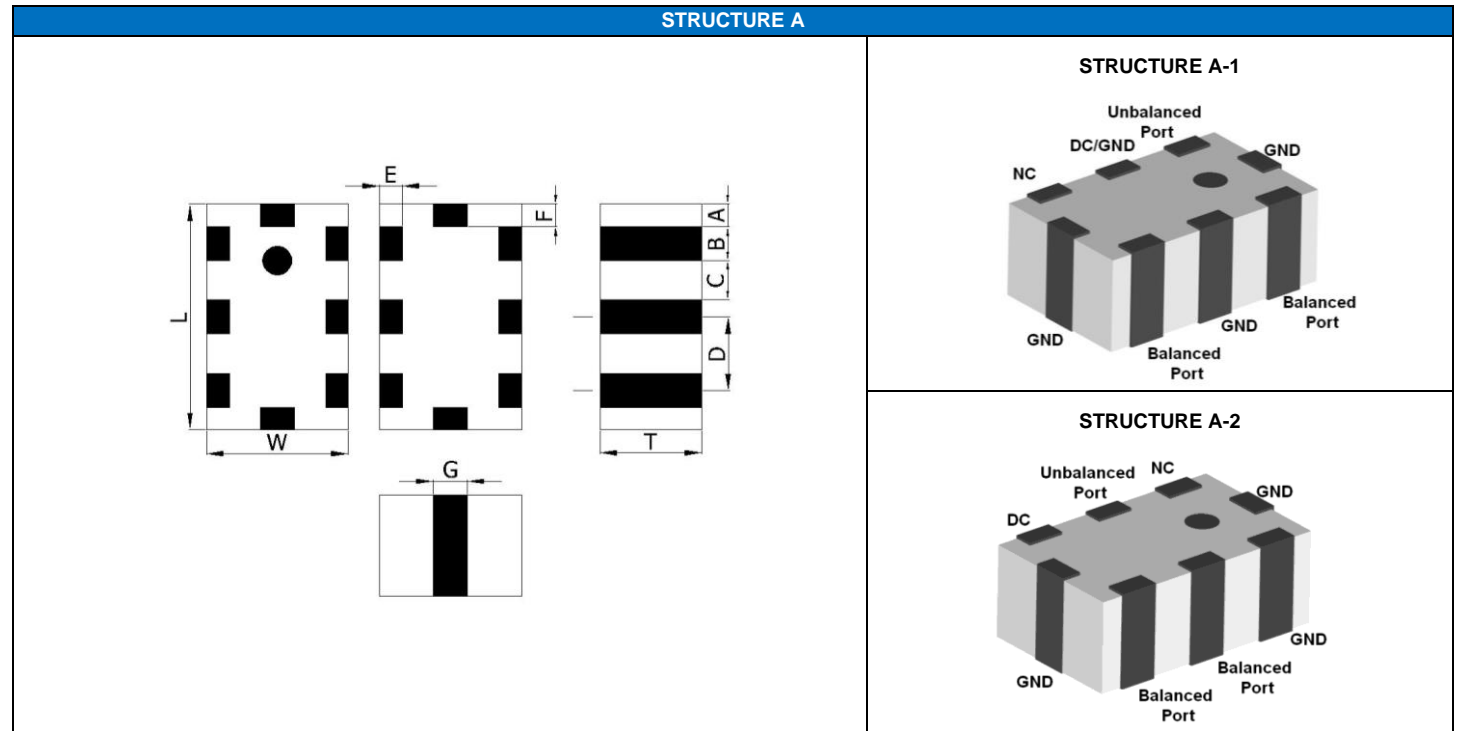 STRUCTURE A
E
F
A
B
C
D
L
W
T
G
STRUCTURE A-1
Unbalanced
Port
DC/GND
GND
NC
Balanced
Port
GND
GND
Balanced
Port
STRUCTURE A-2
NC
Unbalanced
Port
GND
DC
GND
Balanced
Port
GND
Balanced
Port